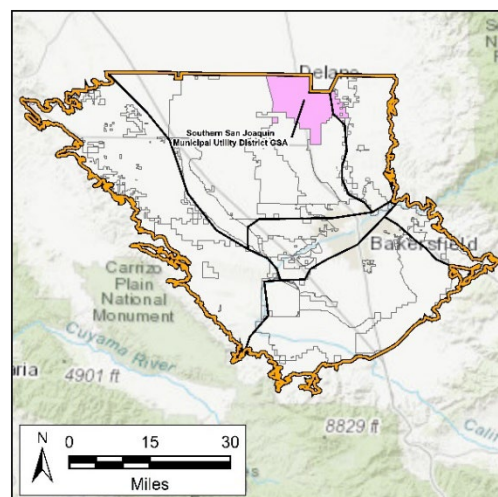 Delano
Southern San Joaquin
Municipal Utility District GSA
Bakersfield
Carrizo
Plain
National
Monument
Cuyama River
4901 ft
8829 ft
N
0 15 30
Miles